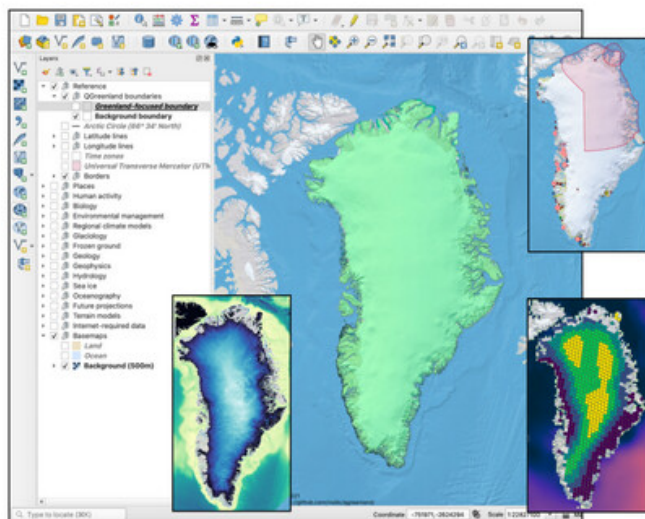 Layers
Reference
QGreenland boundaries
Greenland-focused boundary
Background boundary
Arctic Circle (66° 34' North)
Latitude lines
Longitude lines
Time zones
Universal Transverse Mercator (UTM
Borders
Places
Human activity
Biology
Environmental management
Regional climate models
Glaciology
Frozen ground
Geology
Geophysics
Hydrology
Sea ice
Oceanography
Future projections
Terrain models
Internet-required data
Basemaps
Land
Ocean
Background (500m)
Type to locate (⌘K)
Coordinate
Scale